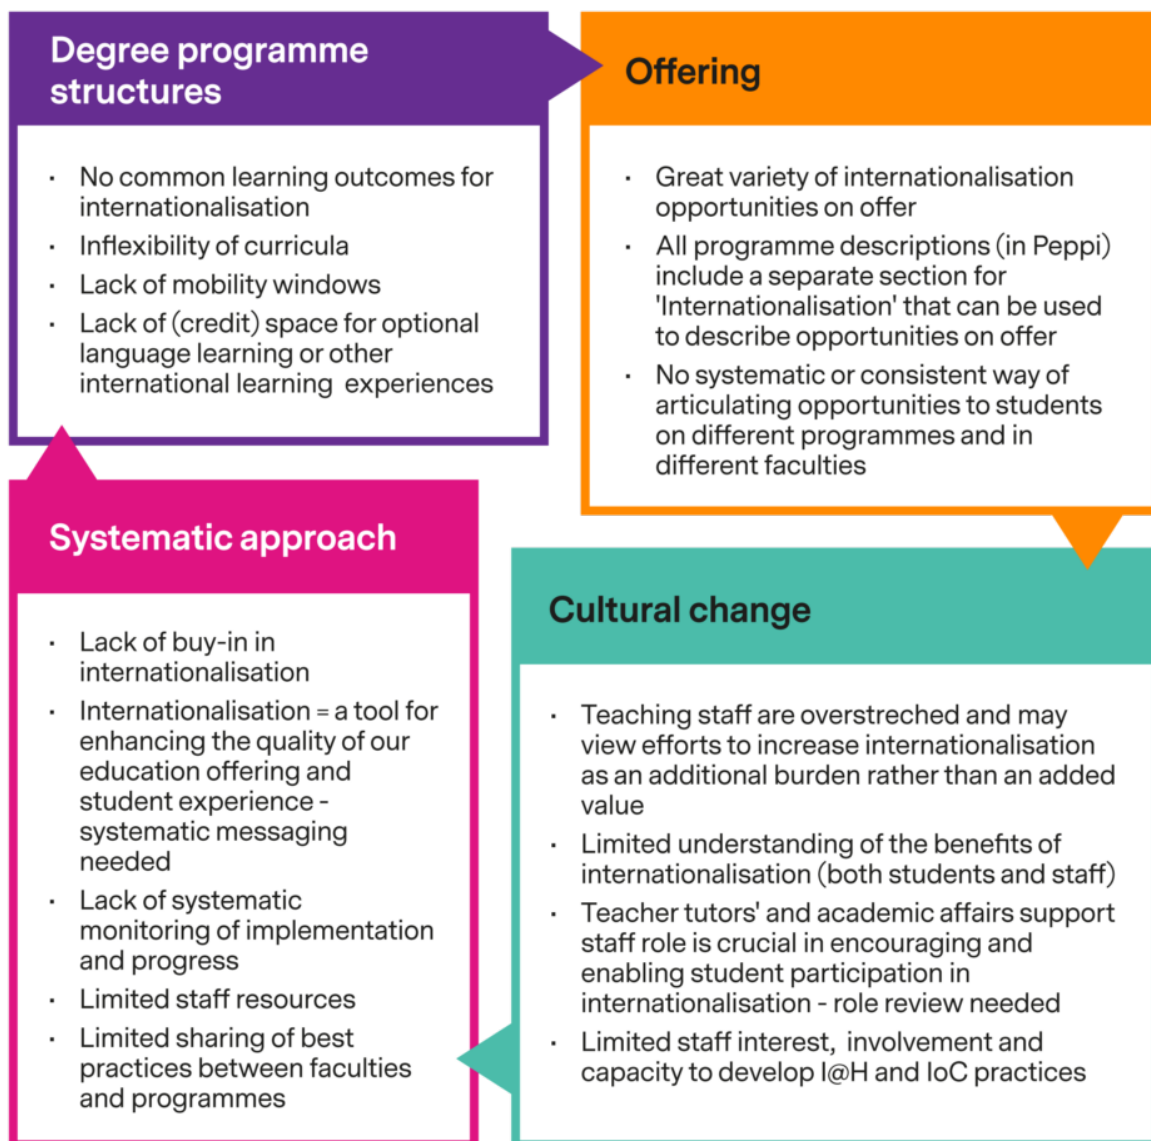 Degree programme
structures
· No common learning outcomes for
internationalisation
· Inflexibility of curricula
· Lack of mobility windows
· Lack of (credit) space for optional
language learning or other
international learning experiences
Offering
· Great variety of internationalisation
opportunities on offer
· All programme descriptions (in Peppi)
include a separate section for
'Internationalisation' that can be used
to describe opportunities on offer
· No systematic or consistent way of
articulating opportunities to students
on different programmes and in
different faculties
Systematic approach
· Lack of buy-in in
internationalisation
· Internationalisation = a tool for
enhancing the quality of our
education offering and
student experience -
systematic messaging
needed
· Lack of systematic
monitoring of implementation
and progress
· Limited staff resources
· Limited sharing of best
practices between faculties
and programmes
Cultural change
· Teaching staff are overstreched and may
view efforts to increase internationalisation
as an additional burden rather than an added
value
· Limited understanding of the benefits of
internationalisation (both students and staff)
· Teacher tutors' and academic affairs support
staff role is crucial in encouraging and
enabling student participation in
internationalisation - role review needed
· Limited staff interest, involvement and
capacity to develop I@H and IoC practices